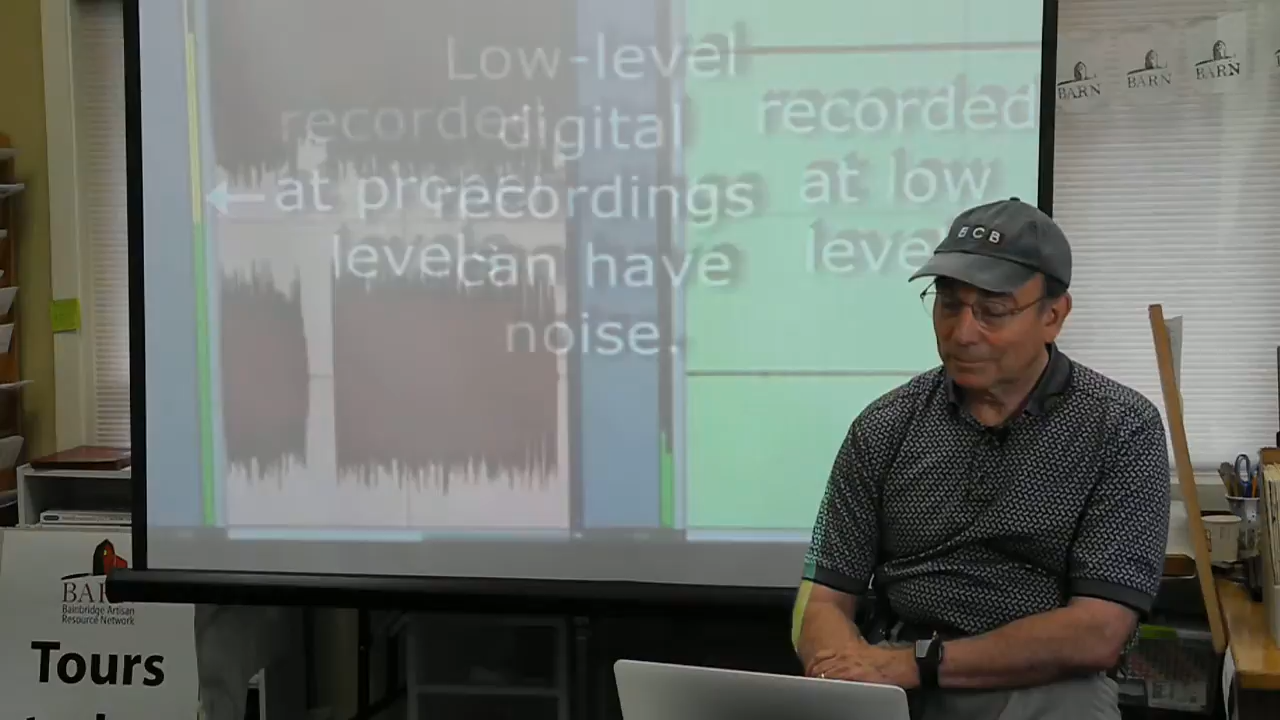 Low-level
digital
recordings
can have
noise.
recorded
at proper
level
recorded
at low
level
BARN
BARN
BARN
BCB
BAR
Bainbridge Artisan
Resource Network
Tours